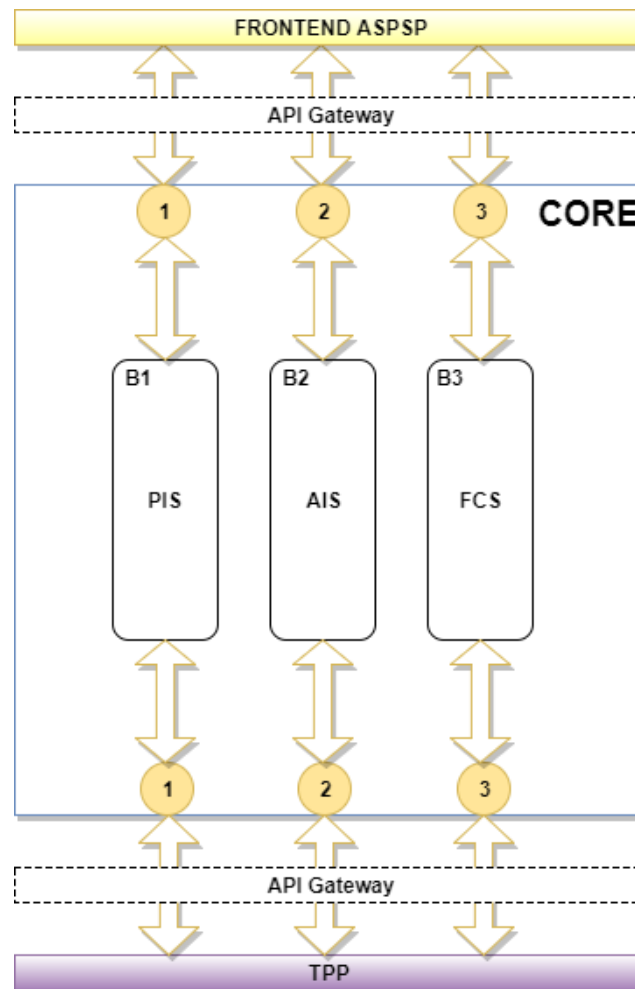 FRONTEND ASPSP
API Gateway
1 2 3 CORE
B1 B2 B3
PIS AIS FCS
1 2 3
API Gateway
TPP